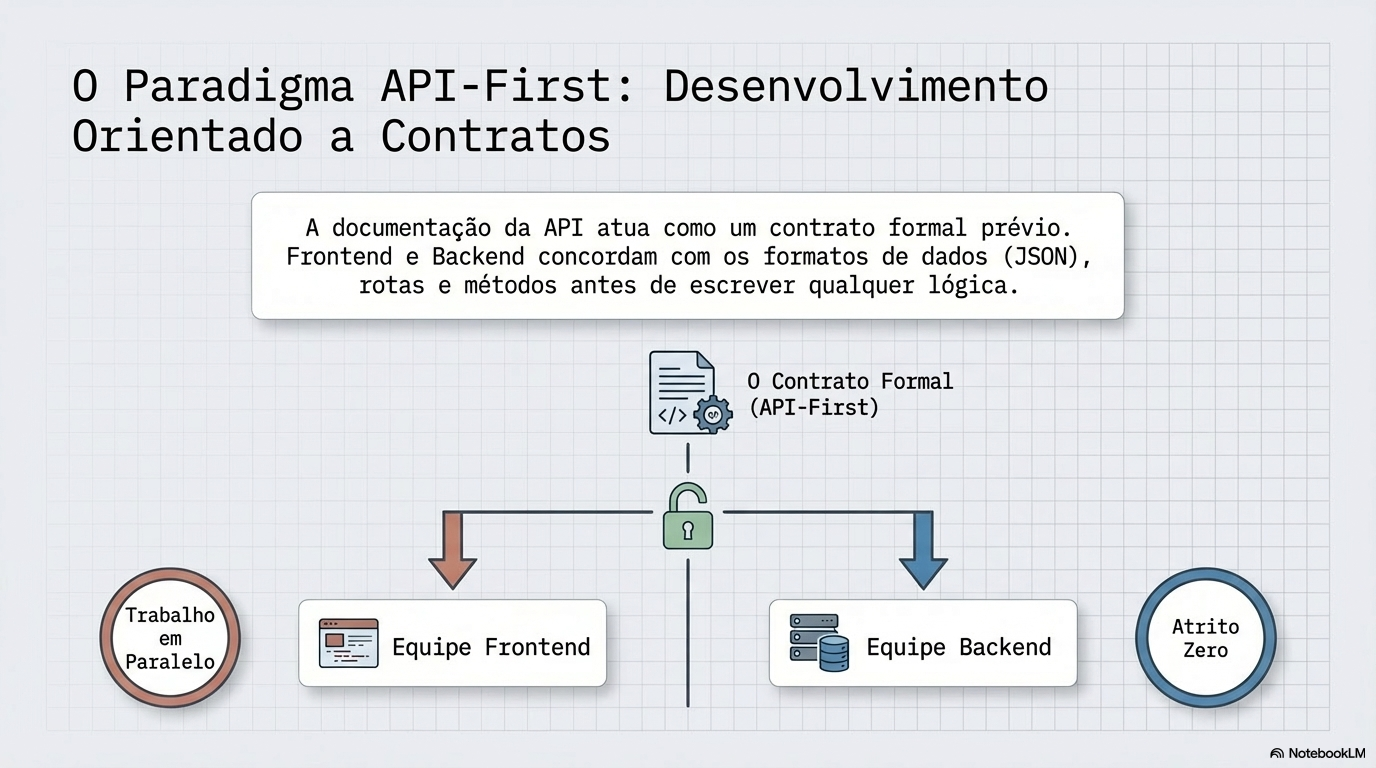 O Paradigma API-First: Desenvolvimento
Orientado a Contratos
A documentação da API atua como um contrato formal prévio.
Frontend e Backend concordam com os formatos de dados (JSON),
rotas e métodos antes de escrever qualquer lógica.
</>
O Contrato Formal
(API-First)
Trabalho
em
Paralelo
Equipe Frontend
Equipe Backend
Atrito
Zero
NotebookLM